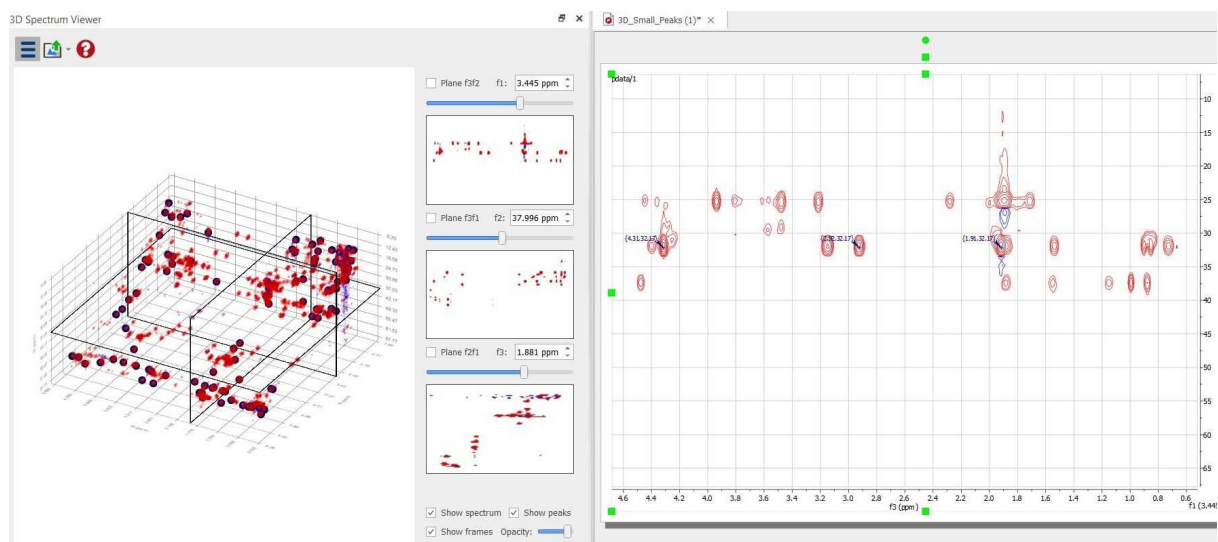 3D Spectrum Viewer
Plane f3f2 f1: 3.445 ppm
Plane f3f1 f2: 37.996 ppm
Plane f2f1 f3: 1.881 ppm
Show spectrum Show peaks
Show frames Opacity:
3D_Small_Peaks (1)*
pdata/1
10
15
20
25
30
35
40
45
50
55
60
65
{4.31,32.17}
{2.92,32.17}
{1.91,32.17}
4.6 4.4 4.2 4.0 3.8 3.6 3.4 3.2 3.0 2.8 2.6 2.4 2.2 2.0 1.8 1.6 1.4 1.2 1.0 0.8 0.6
f3 (ppm)
f1 (3.445